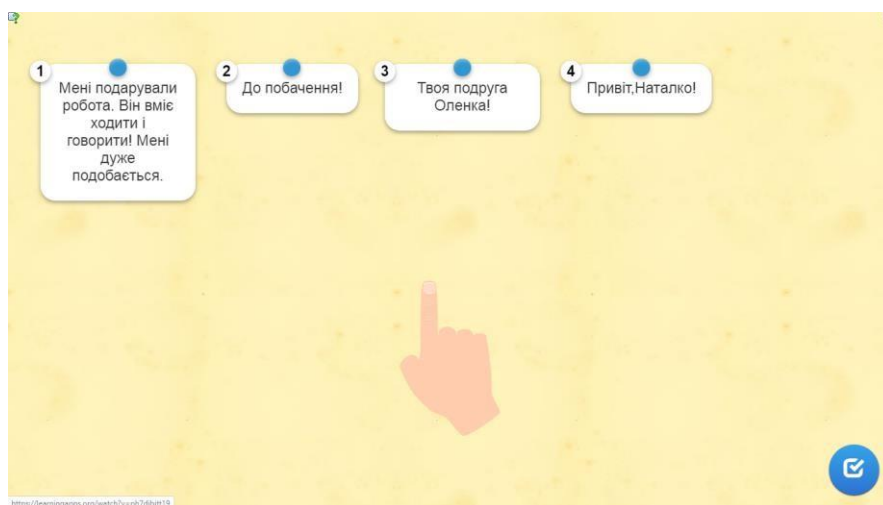 1
Мені подарували
робота. Він вміє
ходити і
говорити! Мені
дуже
подобається.
2
До побачення!
3
Твоя подруга
Оленка!
4
Привіт,Наталко!